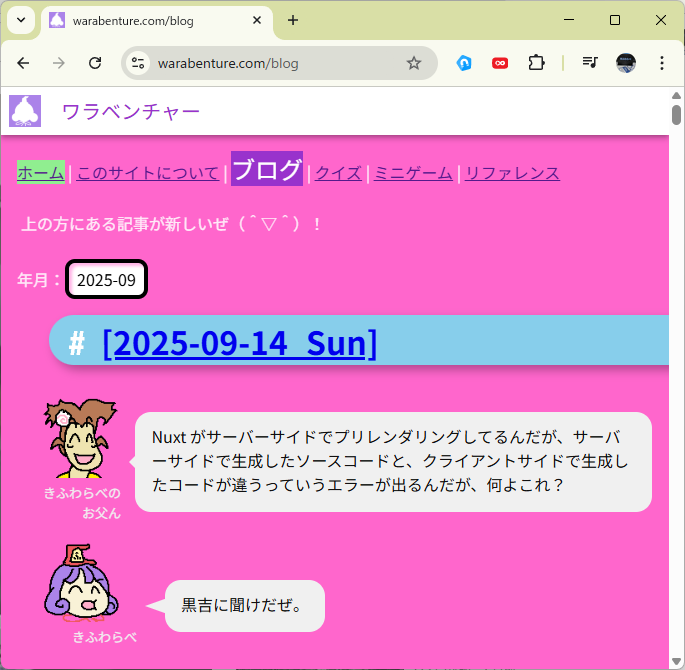 warabenture.com/blog
warabenture.com/blog
ワラベンチャー
ホーム | このサイトについて | ブログ | クイズ | ミニゲーム | リファレンス
上の方にある記事が新しいぜ（＾▽＾）！
年月： 2025-09
# [2025-09-14_Sun]
Nuxt がサーバーサイドでプリレンダリングしてるんだが、サーバ
ーサイドで生成したソースコードと、クライアントサイドで生成し
たコードが違うっていうエラーが出るんだが、何よこれ？
きふわらべの
お父ん
黒吉に聞けだぜ。
きふわらべ